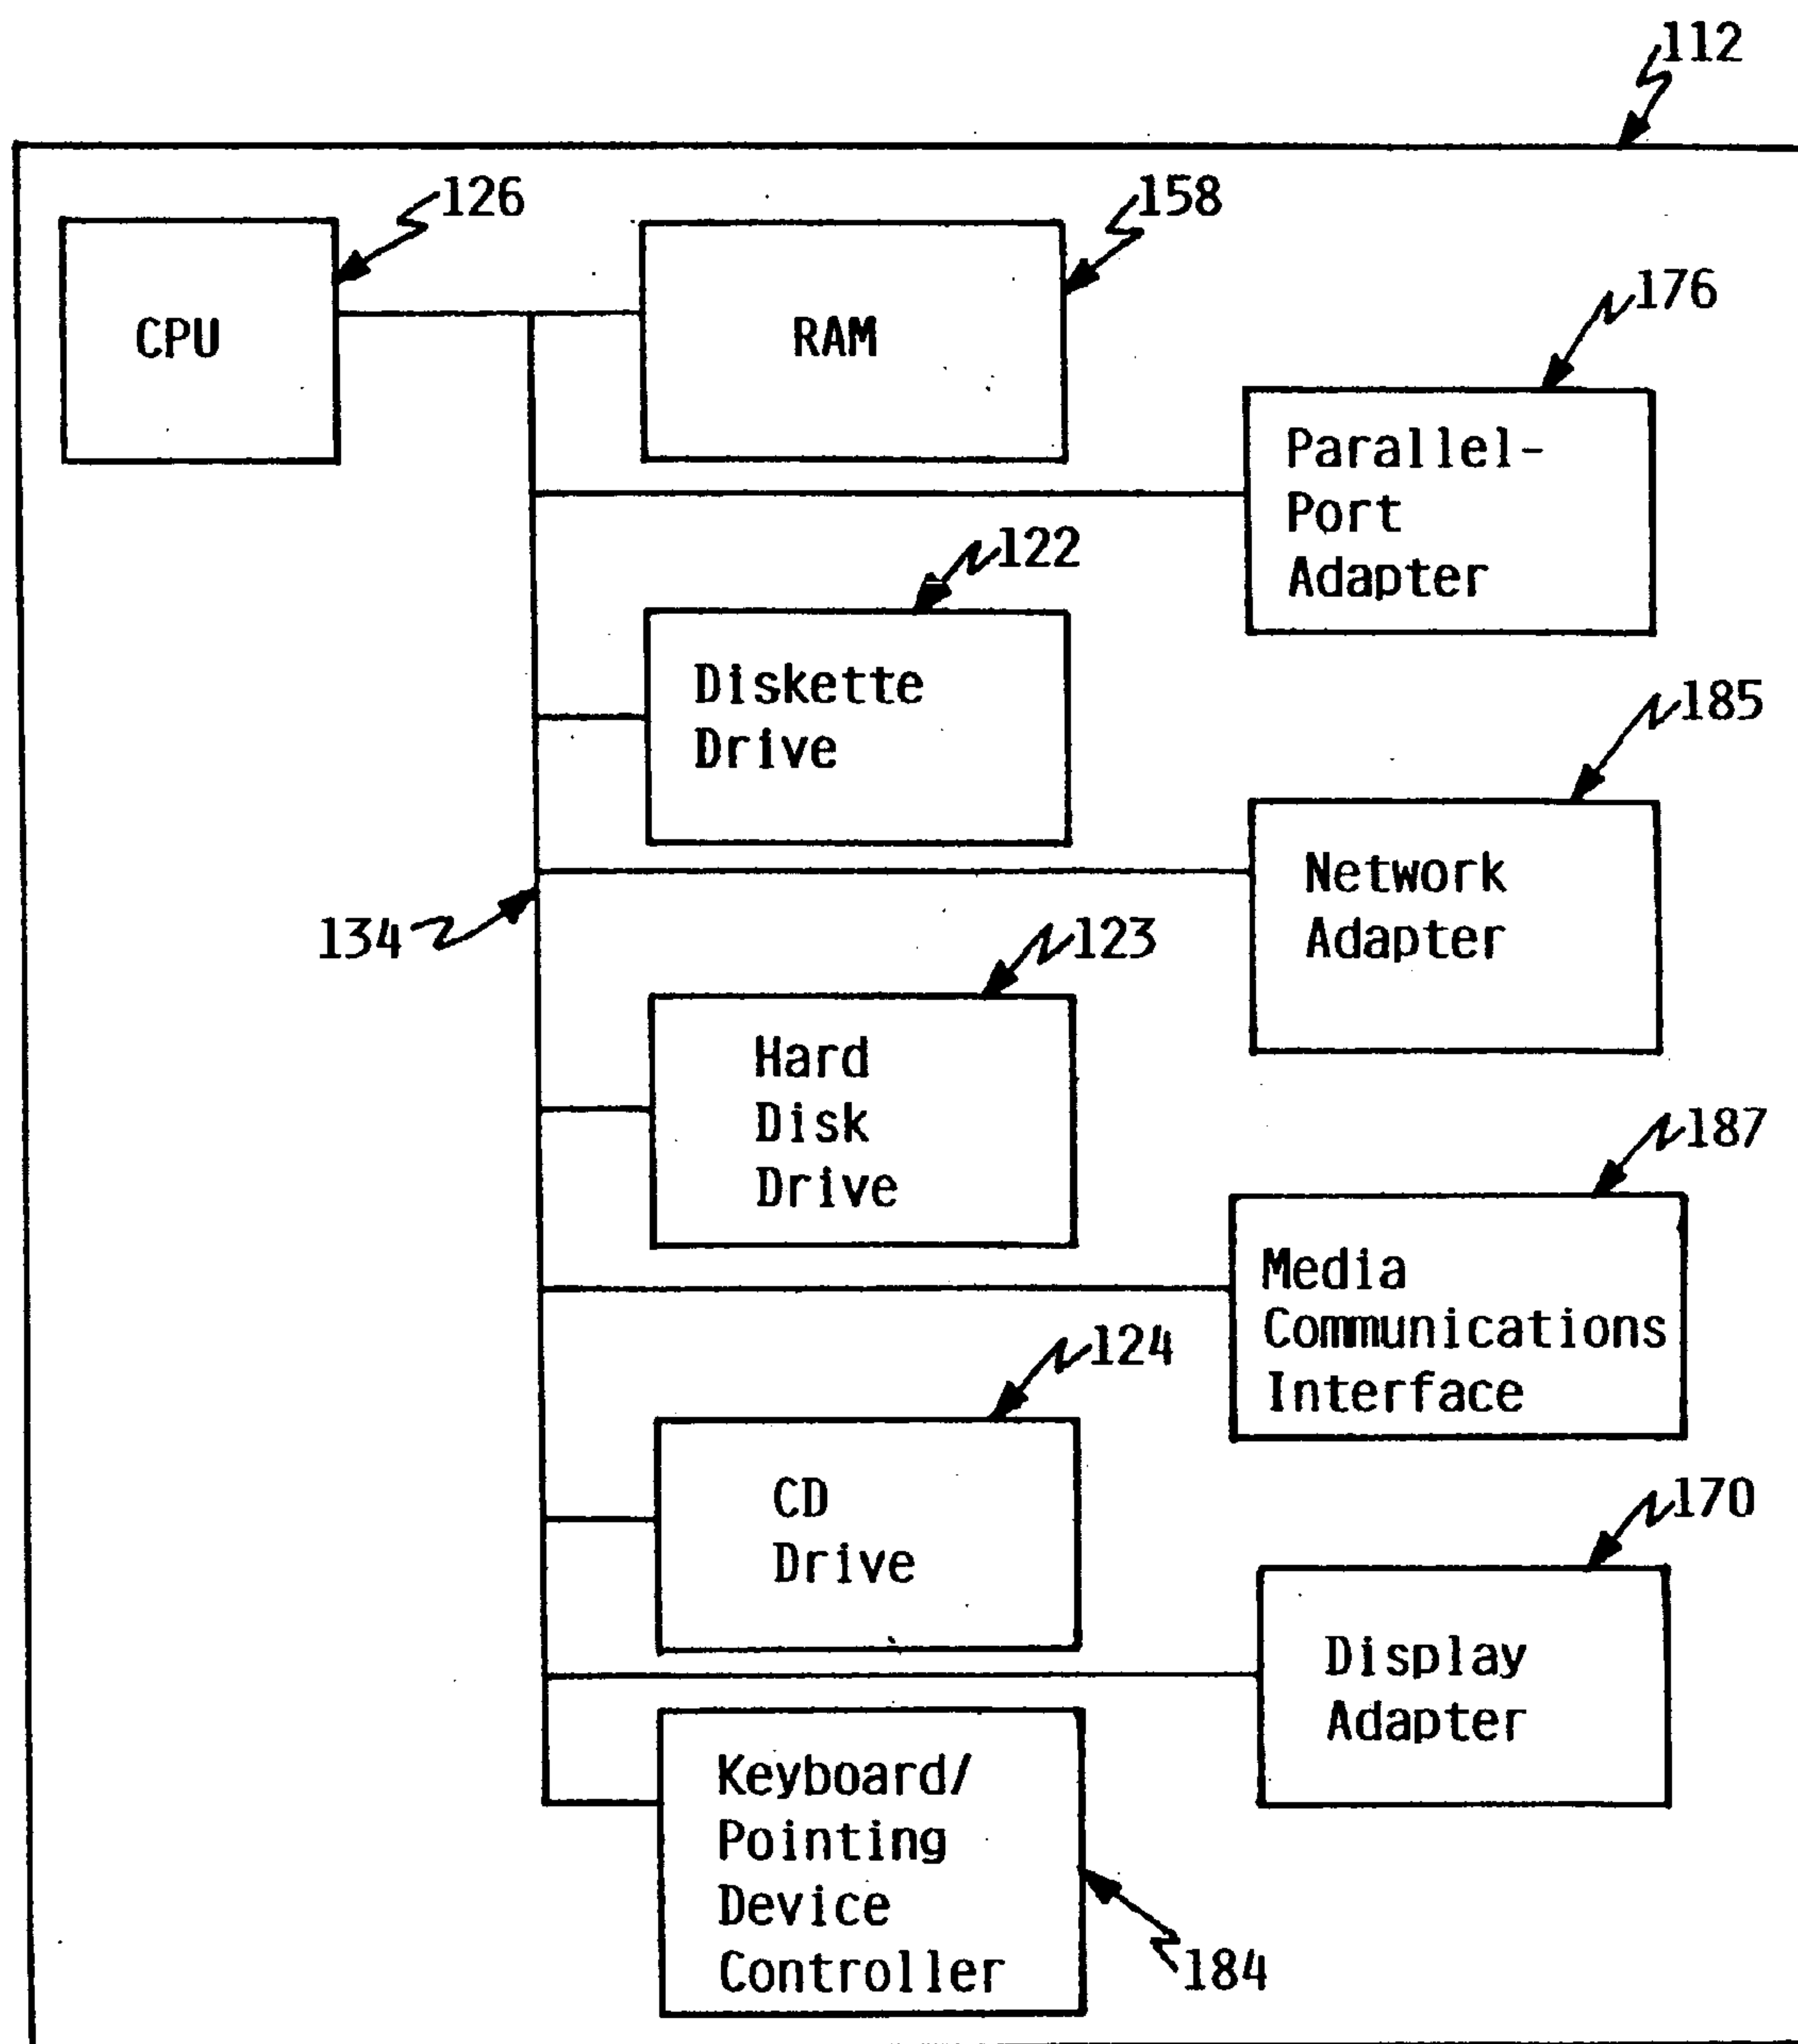 112
126
158
CPU
RAM
176
Parallel-
Port
Adapter
122
Diskette
Drive
185
Network
Adapter
134
123
Hard
Disk
Drive
187
Media
Communications
Interface
124
CD
Drive
170
Display
Adapter
Keyboard/
Pointing
Device
Controller
184